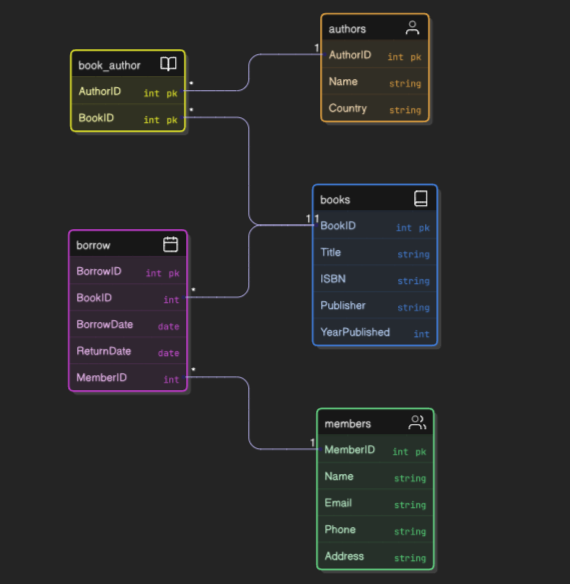 authors
AuthorID int pk
Name string
Country string
book_author
AuthorID int pk
BookID int pk
1
*
*
books
BookID int pk
Title string
ISBN string
Publisher string
YearPublished int
1 1
borrow
BorrowID int pk
BookID int
BorrowDate date
ReturnDate date
MemberID int
*
*
members
MemberID int pk
Name string
Email string
Phone string
Address string
1